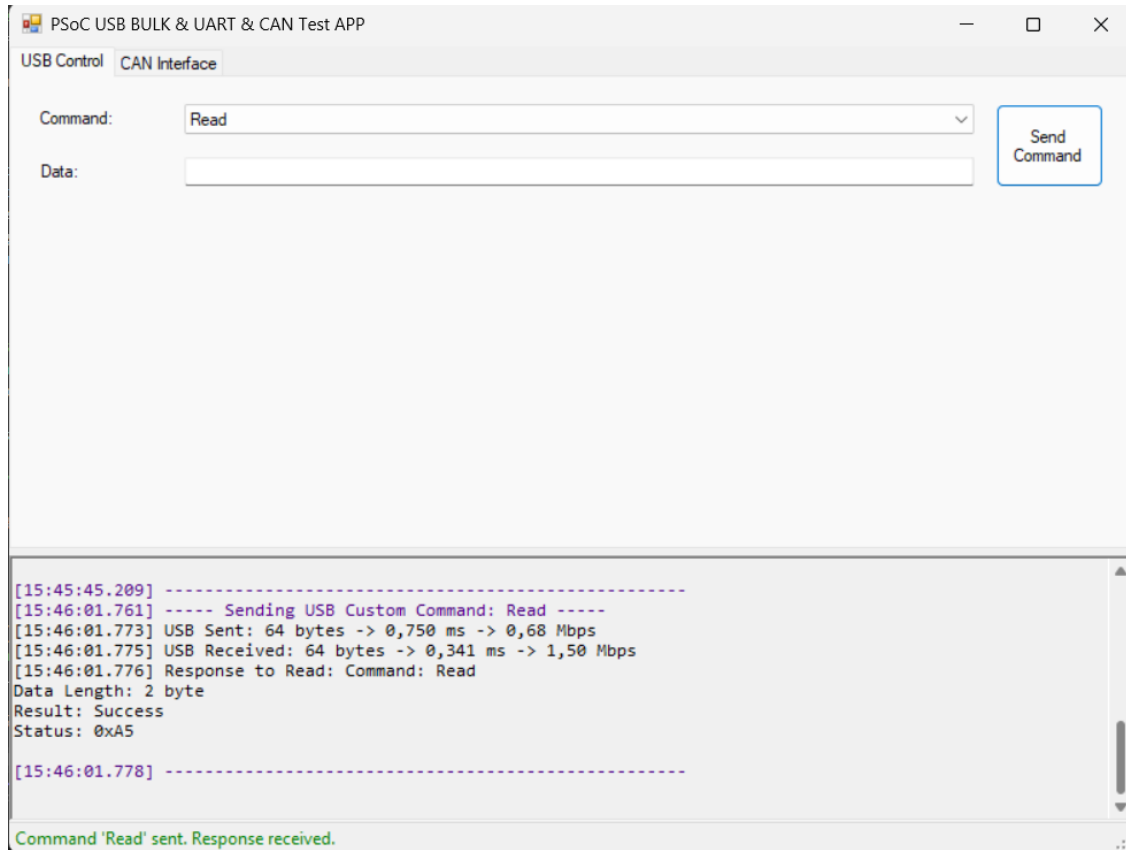 PSoC USB BULK & UART & CAN Test APP
USB Control CAN Interface
Command: Read
Send
Command
Data:
[15:45:45.209] ----------------------------------------------------
[15:46:01.761] ----- Sending USB Custom Command: Read -----
[15:46:01.773] USB Sent: 64 bytes -> 0,750 ms -> 0,68 Mbps
[15:46:01.775] USB Received: 64 bytes -> 0,341 ms -> 1,50 Mbps
[15:46:01.776] Response to Read: Command: Read
Data Length: 2 byte
Result: Success
Status: 0xA5
[15:46:01.778] ----------------------------------------------------
Command 'Read' sent. Response received.